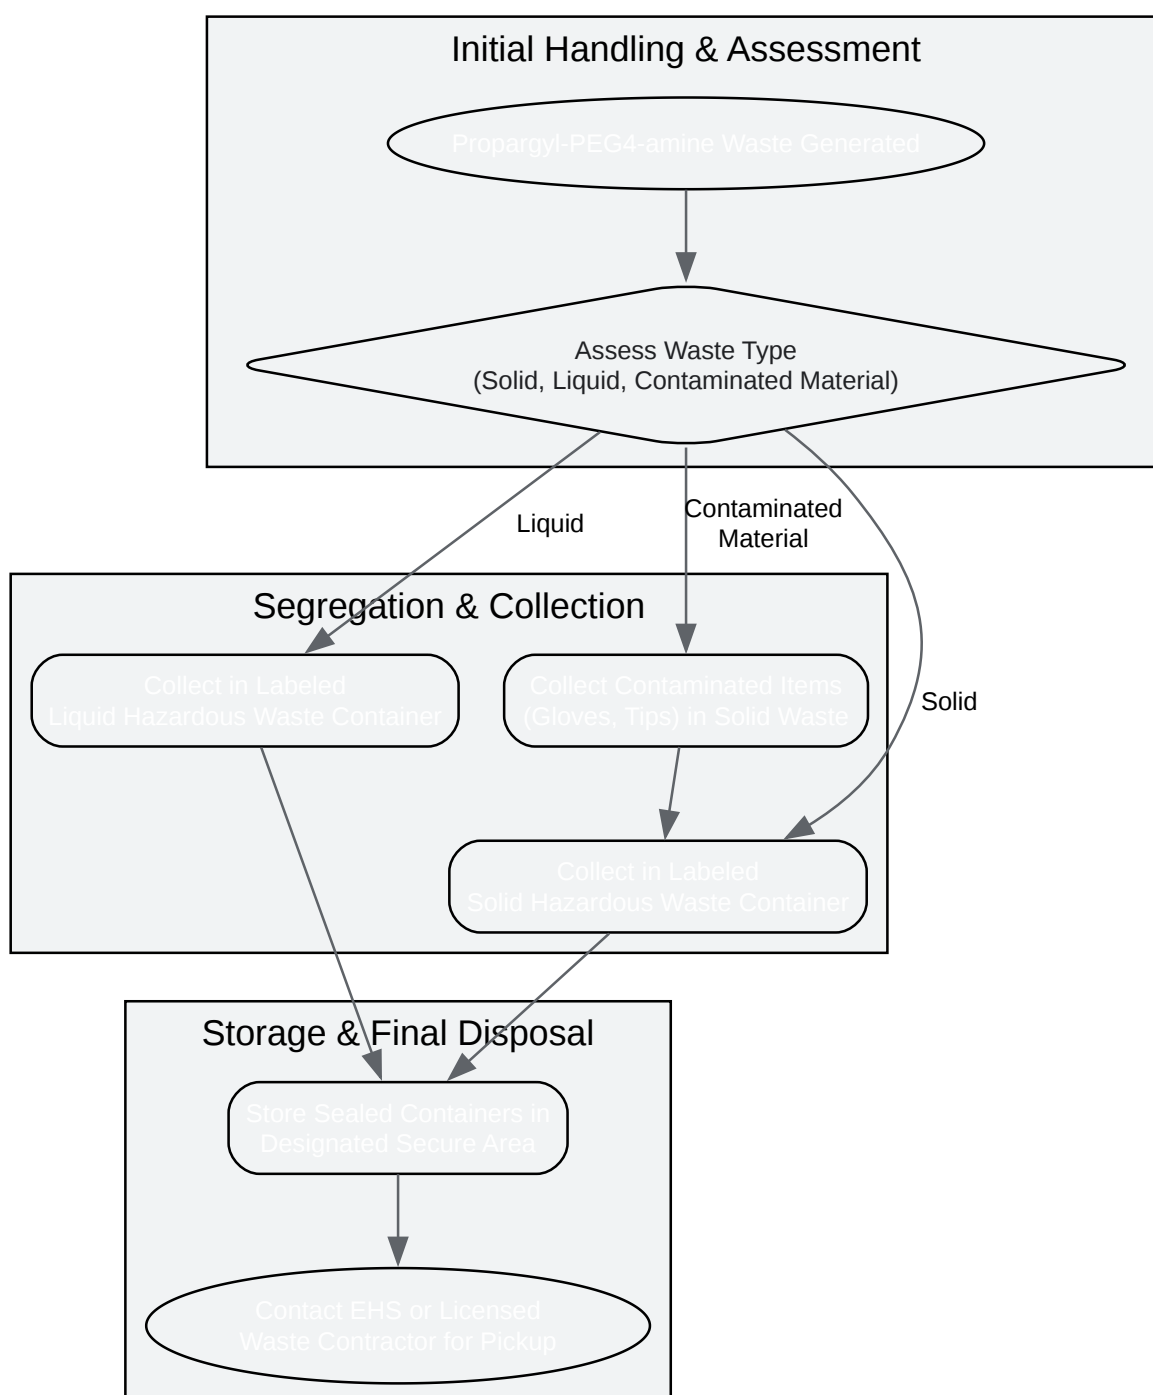 Initial Handling & Assessment
Propargyl-PEG4-amine Waste Generated
Assess Waste Type
(Solid, Liquid, Contaminated Material)
Liquid
Contaminated
Material
Segregation & Collection
Collect in Labeled
Liquid Hazardous Waste Container
Collect Contaminated Items
(Gloves, Tips) in Solid Waste
Solid
Collect in Labeled
Solid Hazardous Waste Container
Storage & Final Disposal
Store Sealed Containers in
Designated Secure Area
Contact EHS or Licensed
Waste Contractor for Pickup